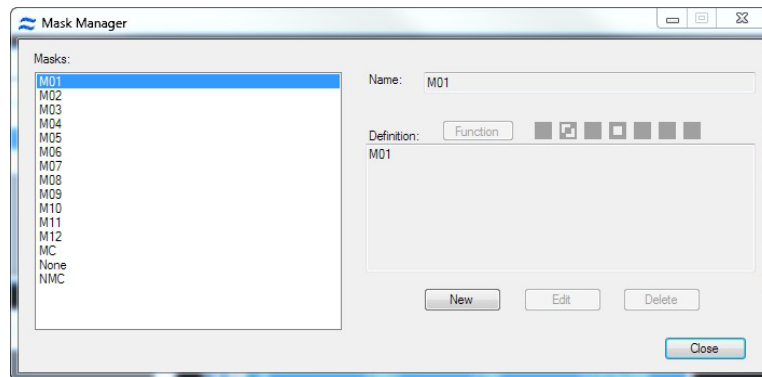 Mask Manager
Masks:
M01
M02
M03
M04
M05
M06
M07
M08
M09
M10
M11
M12
MC
None
NMC
Name: M01
Definition: Function
M01
New Edit Delete
Close